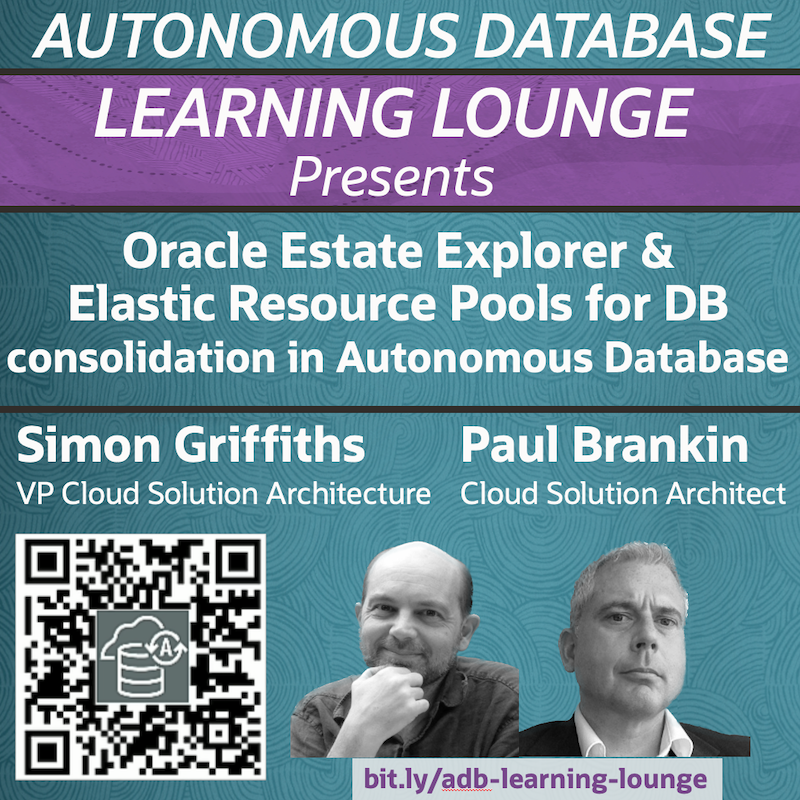 AUTONOMOUS DATABASE
LEARNING LOUNGE
Presents
Oracle Estate Explorer &
Elastic Resource Pools for DB
consolidation in Autonomous Database
Simon Griffiths
VP Cloud Solution Architecture
Paul Brankin
Cloud Solution Architect
A
bit.ly/adb-learning-lounge